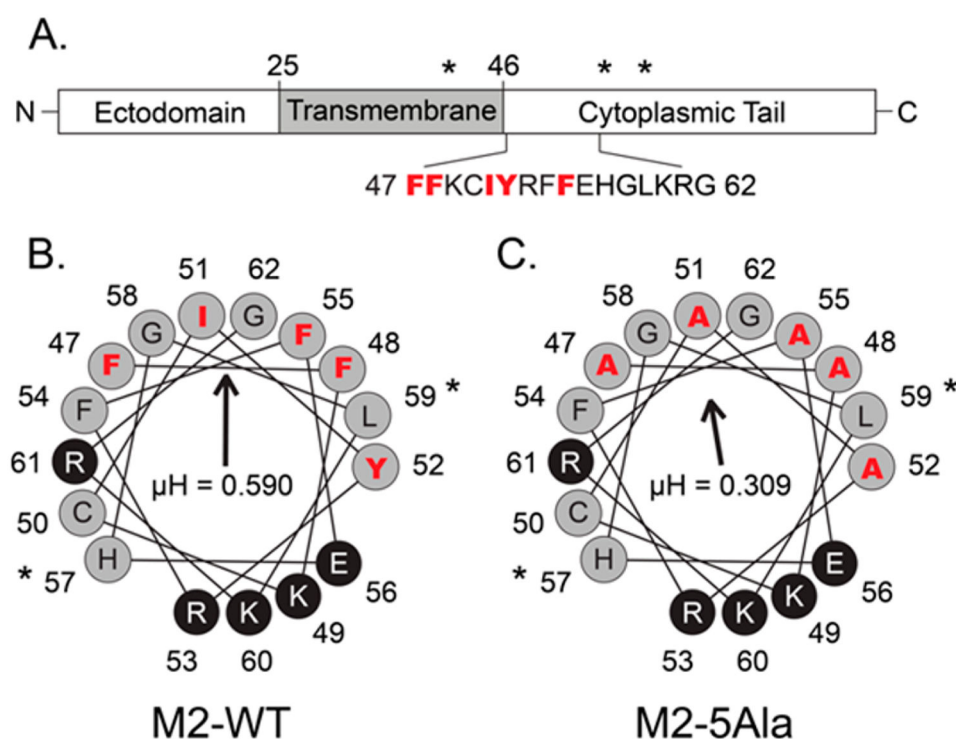 A.
25 * 46 * *
N Ectodomain Transmembrane Cytoplasmic Tail C
47 FFKCIYRFFEHGLKRG 62
B.
51 62
58 55
47 48
54 59 *
61 52
50
* 57 56
49
53 60
G I G F
F F
F L
R Y
C
H E
R K K
μH = 0.590
M2-WT
C.
51 62
58 55
47 48
54 59 *
61 52
50
* 57 56
49
53 60
G A G A
A A
F L
R A
C
H E
R K K
μH = 0.309
M2-5Ala